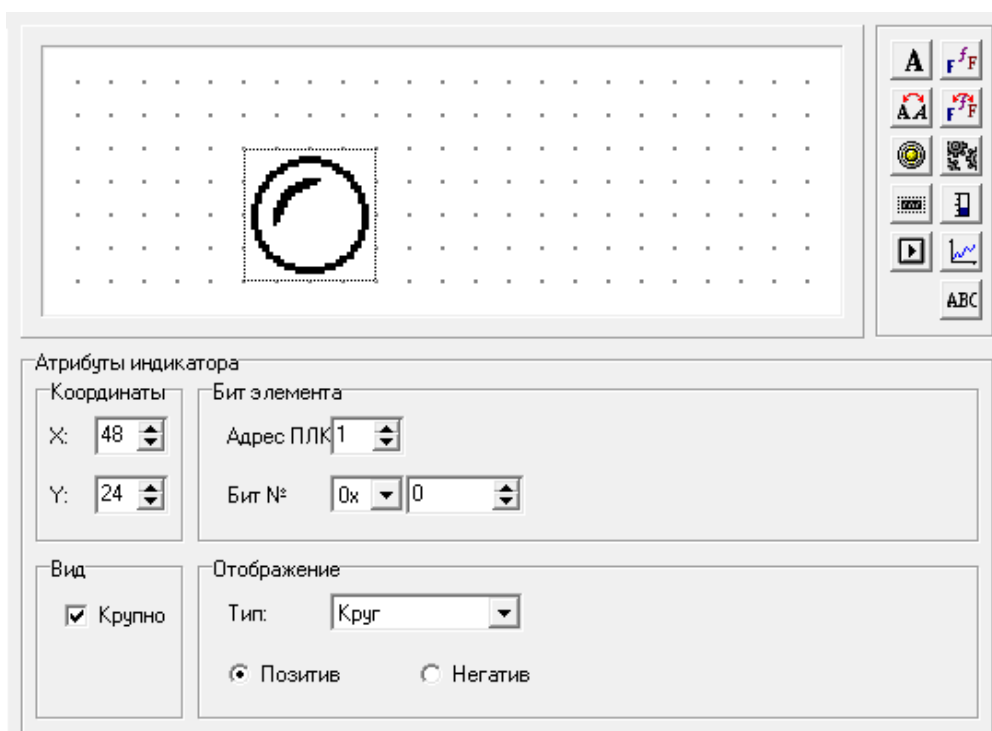 A
F f F
A A
F f F
ABC
Атрибуты индикатора
Координаты
Бит элемента
X: 48
Адрес ПЛК 1
Y: 24
Бит № 0x 0
Вид
Отображение
Крупно
Тип: Круг
Позитив Негатив